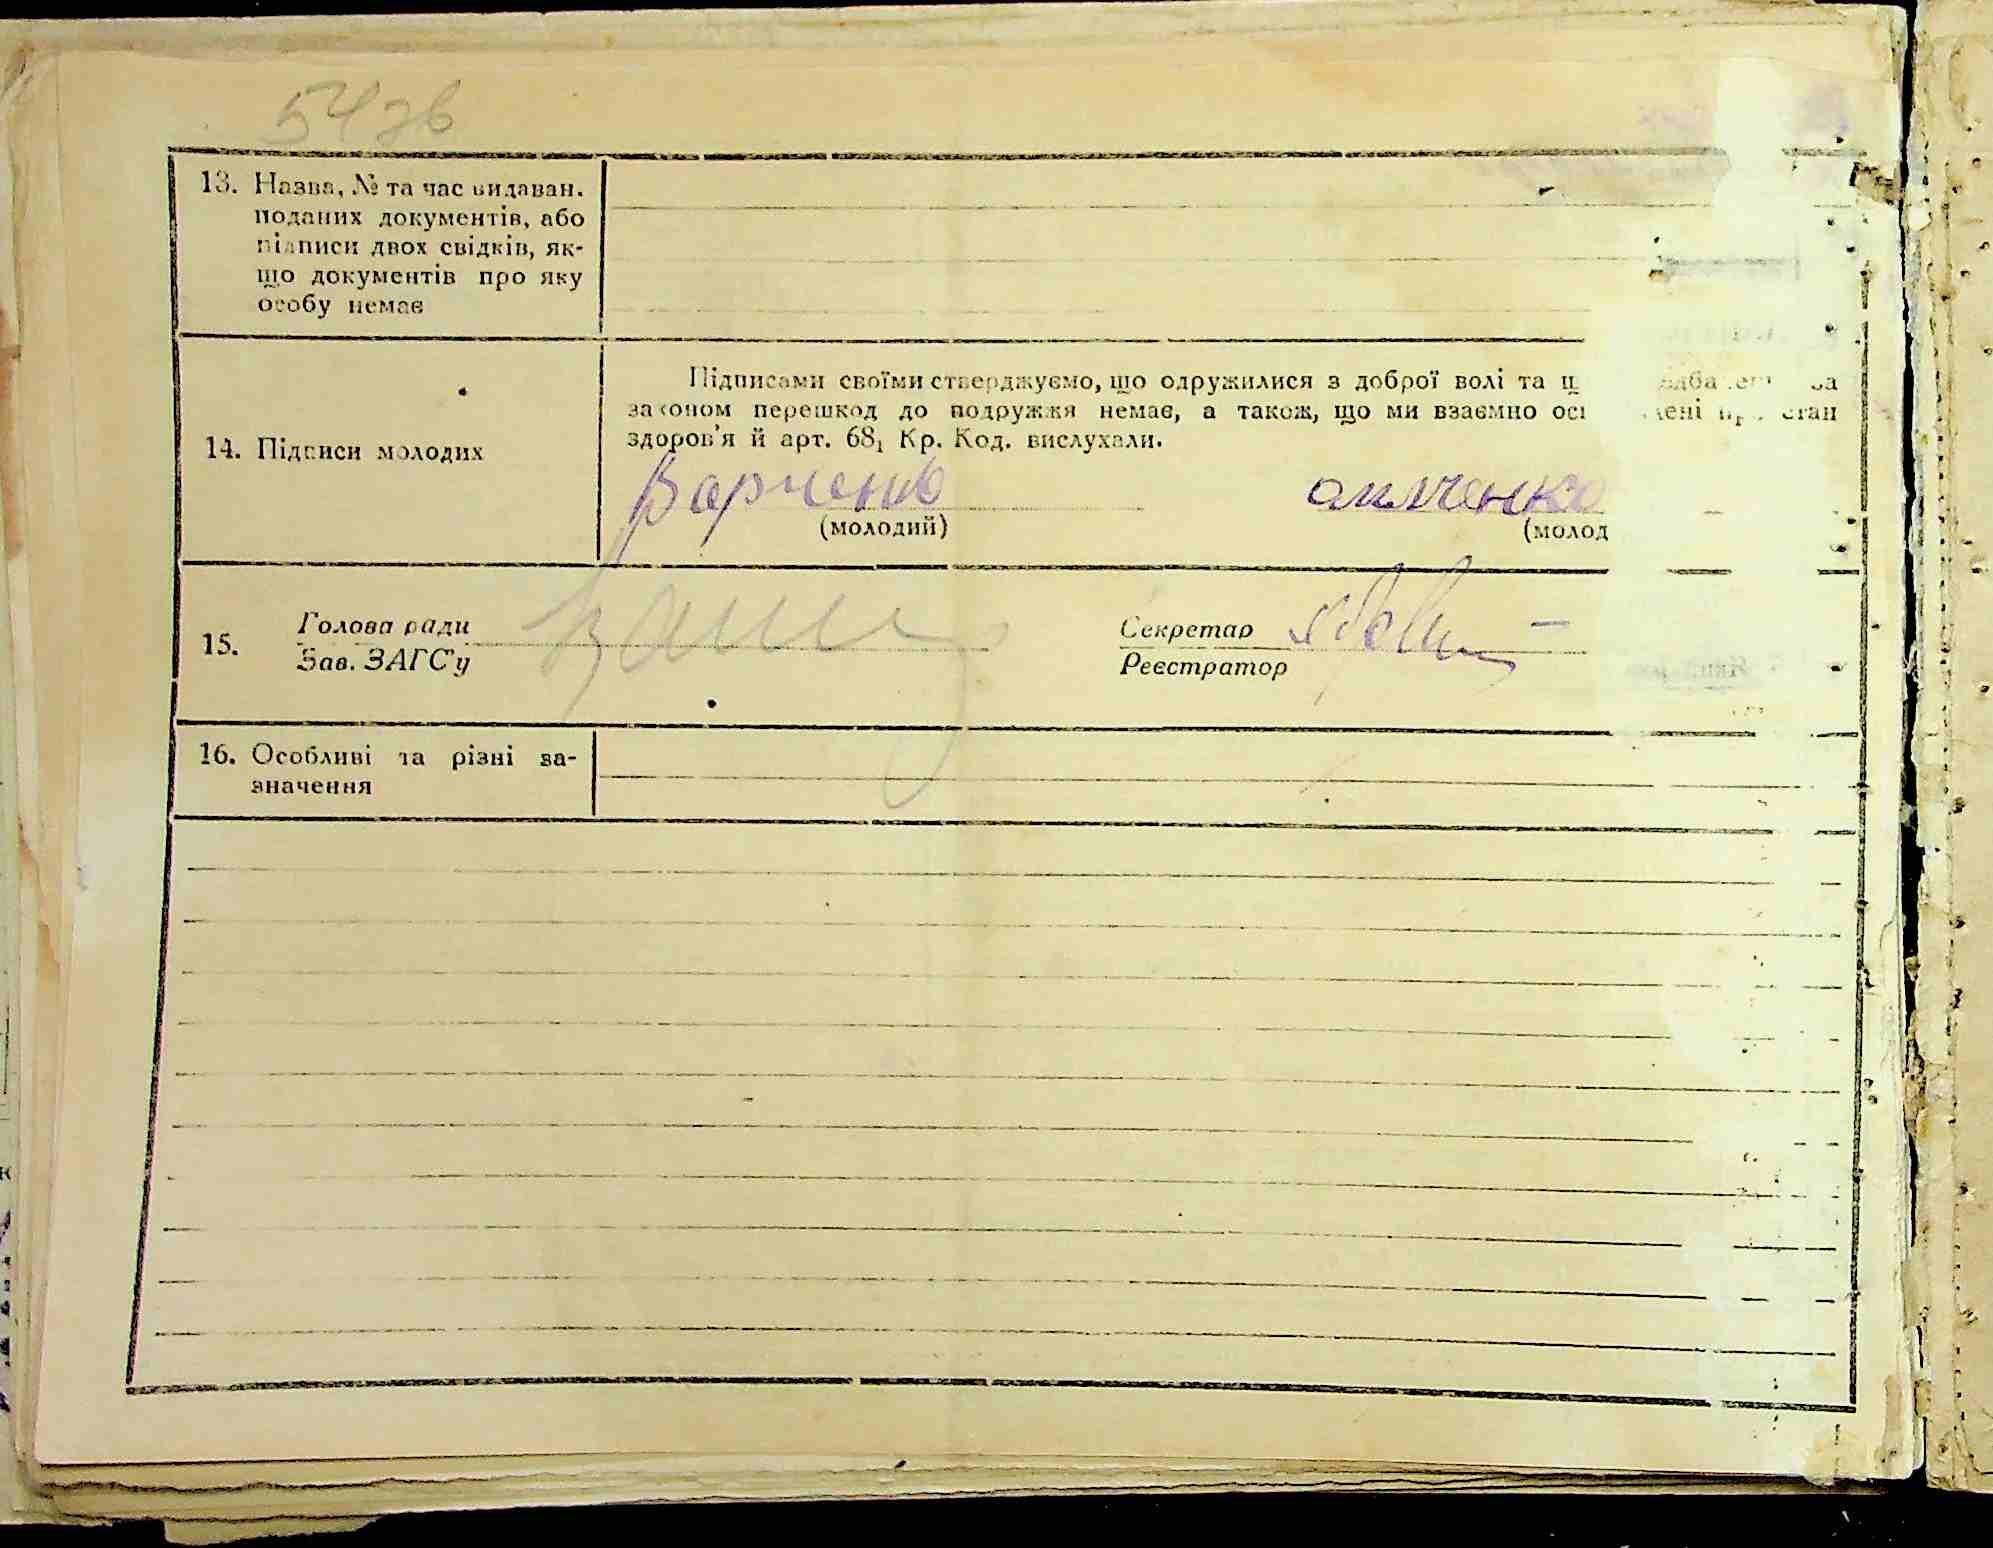 54зв
13. Назва, № та час видаван.
поданих документів, або
підписи двох свідків, як-
що документів про яку
особу немає
Підписами своїми стверджуємо, що одружилися з доброї волі та
законом перешкод до подружжя немає, а також, що ми взаємно стан
здоров'я й арт. 68₁ Кр. Код. вислухали.
14. Підписи молодих
Варченко
(молодий) (молод
15.
Голова ради
Зав. ЗАГС'у
Секретар
Реєстратор
16. Особливі та різні за-
значення